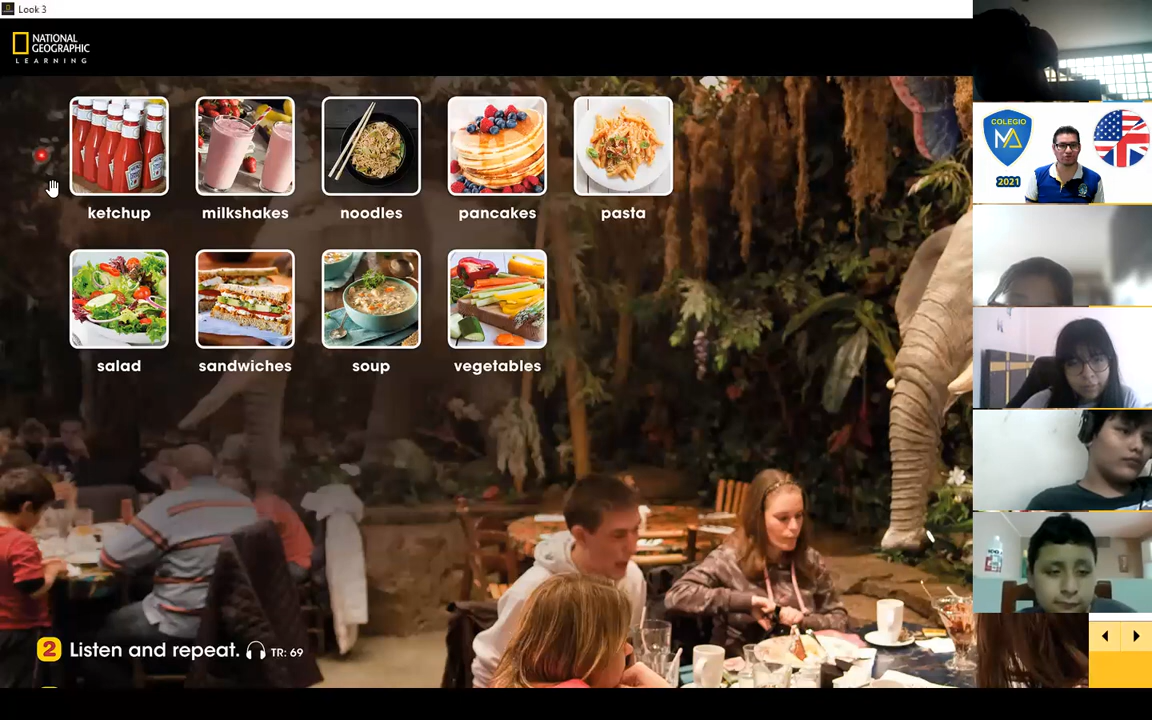 Look 3
NATIONAL
GEOGRAPHIC
LEARNING
ketchup
milkshakes
noodles
pancakes
pasta
salad
sandwiches
soup
vegetables
2 Listen and repeat. TR: 69
COLEGIO
MA
2021